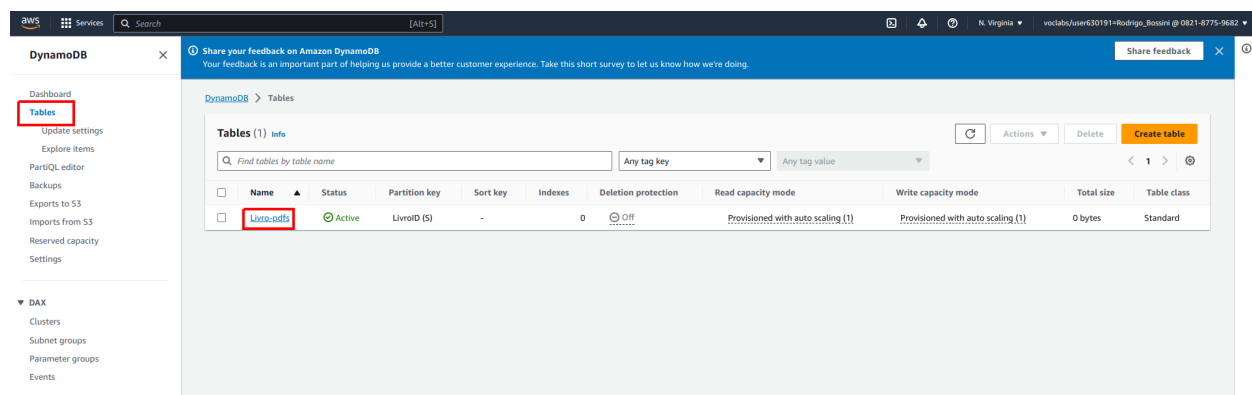 aws Services Search [Alt+S] N. Virginia ▼ voclabs/user630191=Rodrigo_Bossini @ 0821-8775-9682 ▼
DynamoDB
Share your feedback on Amazon DynamoDB
Your feedback is an important part of helping us provide a better customer experience. Take this short survey to let us know how we're doing.
Share feedback
Dashboard
Tables
Update settings
Explore items
PartiQL editor
Backups
Exports to S3
Imports from S3
Reserved capacity
Settings
▼ DAX
Clusters
Subnet groups
Parameter groups
Events
DynamoDB > Tables
Tables (1) Info
Actions ▼ Delete Create table
Find tables by table name Any tag key ▼ Any tag value ▼ < 1 >
Name ▲ Status Partition key Sort key Indexes Deletion protection Read capacity mode Write capacity mode Total size Table class
Livro-pdfs Active LivroID (S) - 0 Off Provisioned with auto scaling (1) Provisioned with auto scaling (1) 0 bytes Standard